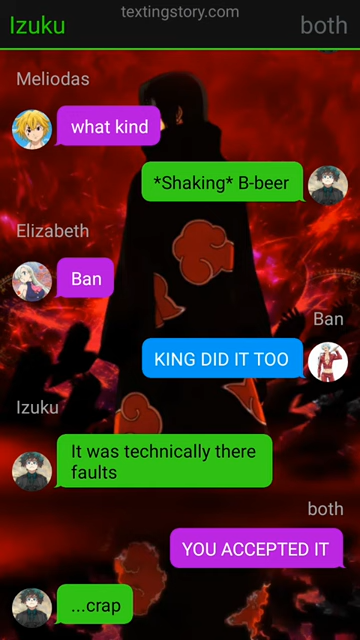 textingstory.com
Izuku
both
Meliodas
what kind
*Shaking* B-beer
Elizabeth
Ban
Ban
KING DID IT TOO
Izuku
It was technically there
faults
both
YOU ACCEPTED IT
...crap